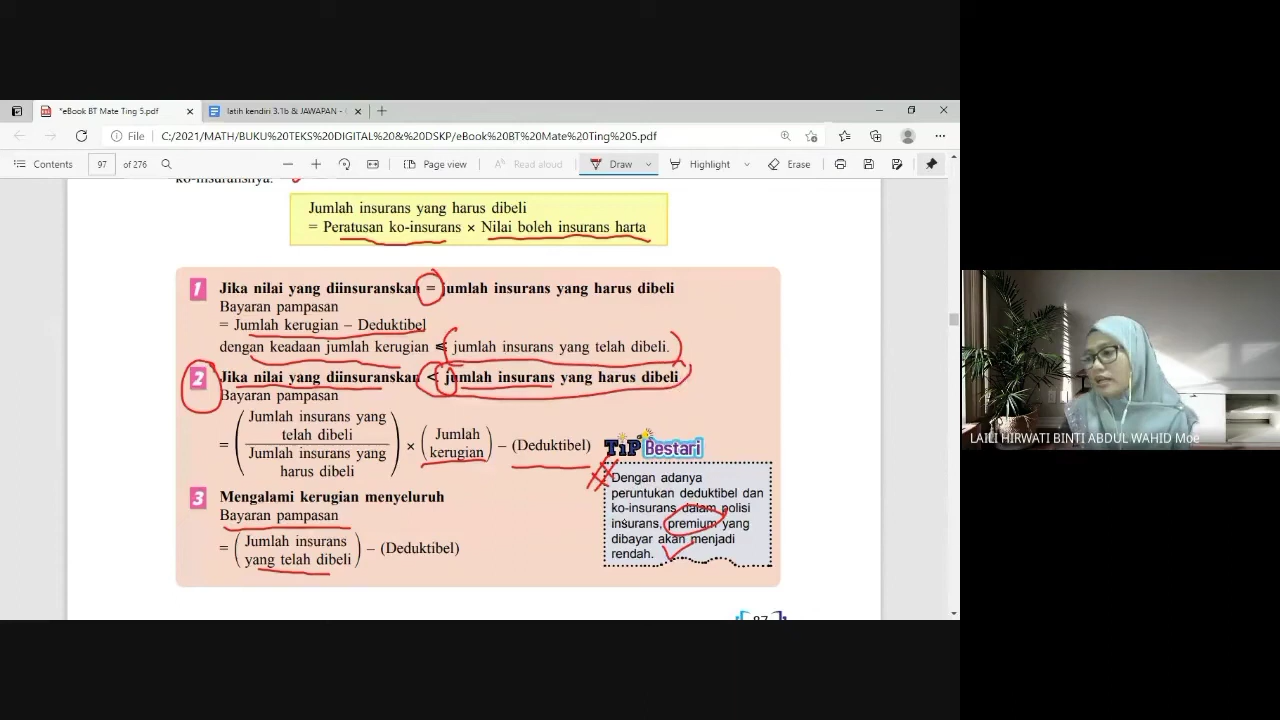 *eBook BT Mate Ting 5.pdf
latih kendiri 3.1b & JAWAPAN -
File
C:/2021/MATH/BUKU%20TEKS%20DIGITAL%20&%20DSKP/eBook%20BT%20Mate%20Ting%205.pdf
Contents
97
of 276
Page view
Read aloud
Draw
Highlight
Erase
ko-insuransnya.
Jumlah insurans yang harus dibeli
= Peratusan ko-insurans × Nilai boleh insurans harta
1 Jika nilai yang diinsuranskan = jumlah insurans yang harus dibeli
Bayaran pampasan
= Jumlah kerugian – Deduktibel
dengan keadaan jumlah kerugian ⩽ jumlah insurans yang telah dibeli.
2 Jika nilai yang diinsuranskan < jumlah insurans yang harus dibeli
Bayaran pampasan
= (Jumlah insurans yang telah dibeli / Jumlah insurans yang harus dibeli) × (Jumlah kerugian) – (Deduktibel)
3 Mengalami kerugian menyeluruh
Bayaran pampasan
= (Jumlah insurans yang telah dibeli) – (Deduktibel)
TiP Bestari
Dengan adanya
peruntukan deduktibel dan
ko-insurans dalam polisi
insurans, premium yang
dibayar akan menjadi
rendah.
87
LAILI HIRWATI BINTI ABDUL WAHID Moe